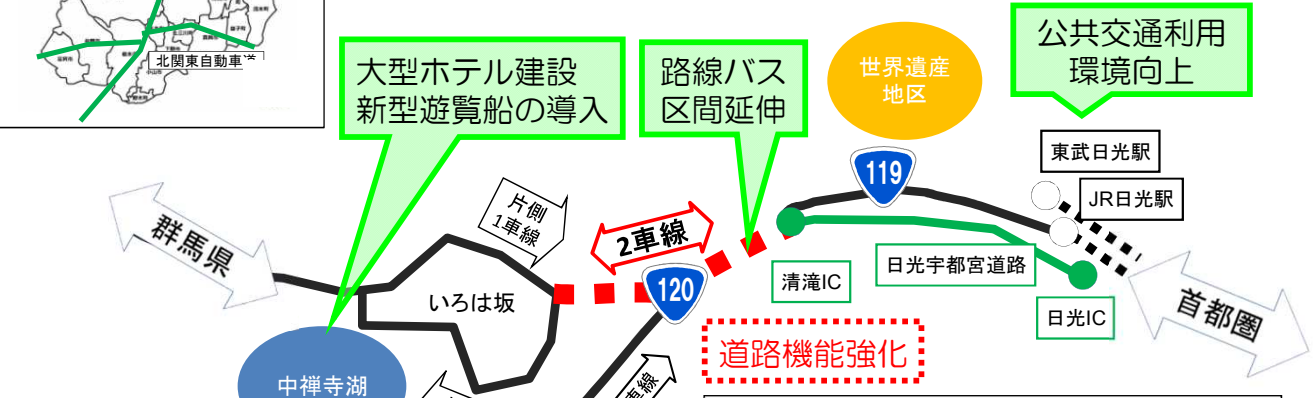 北関東自動車道
大型ホテル建設
新型遊覧船の導入
路線バス
区間延伸
世界遺産
地区
公共交通利用
環境向上
東武日光駅
JR日光駅
119
群馬県
片側
1車線
2車線
120
いろは坂
清滝IC
日光宇都宮道路
日光IC
首都圏
道路機能強化
中禅寺湖
車線